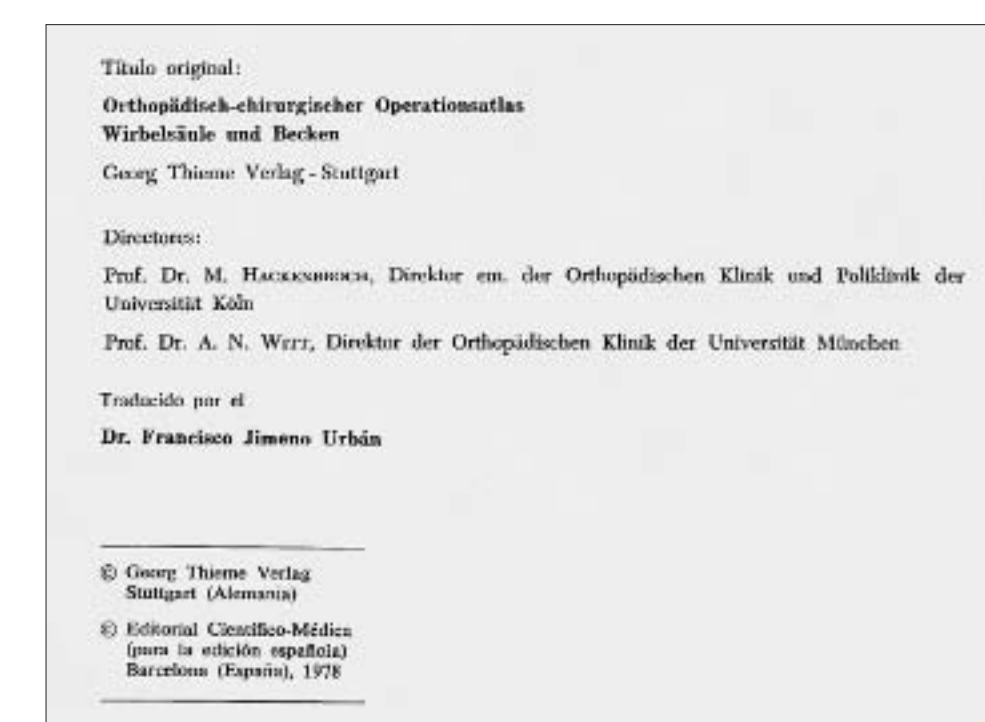 Título original:
Orthopädisch-chirurgischer Operationsatlas
Wirbelsäule und Becken
Georg Thieme Verlag - Stuttgart
Directores:
Prof. Dr. M. HACKENBROCH, Direktor em. der Orthopädischen Klinik und Poliklinik der
Universität Köln
Prof. Dr. A. N. WITT, Direktor der Orthopädischen Klinik der Universität München
Traducido por el
Dr. Francisco Jimeno Urbán
© Georg Thieme Verlag
Stuttgart (Alemania)
© Editorial Científico-Médica
(para la edición española)
Barcelona (España), 1978